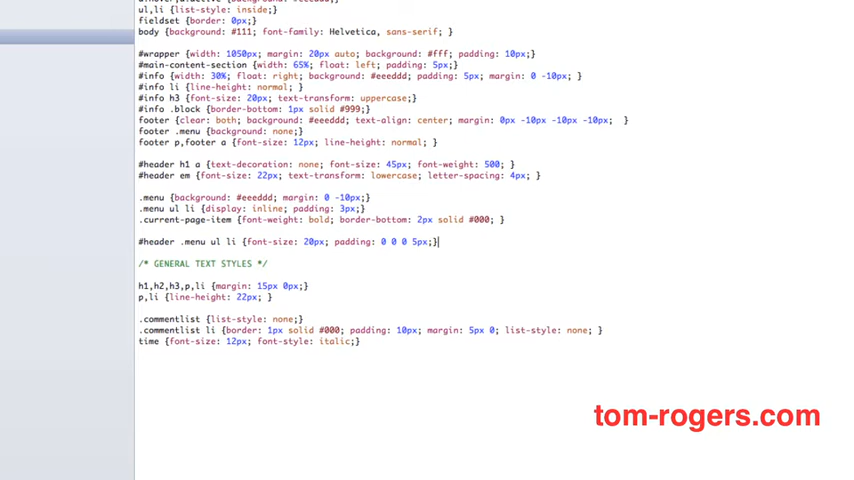 ul,li {list-style: inside;}
fieldset {border: 0px;}
body {background: #111; font-family: Helvetica, sans-serif; }
#wrapper {width: 1050px; margin: 20px auto; background: #fff; padding: 10px;}
#main-content-section {width: 65%; float: left; padding: 5px;}
#info {width: 30%; float: right; background: #eeeddd; padding: 5px; margin: 0 -10px; }
#info li {line-height: normal; }
#info h3 {font-size: 20px; text-transform: uppercase;}
#info .block {border-bottom: 1px solid #999;}
footer {clear: both; background: #eeeddd; text-align: center; margin: 0px -10px -10px -10px;  }
footer .menu {background: none;}
footer p,footer a {font-size: 12px; line-height: normal; }
#header h1 a {text-decoration: none; font-size: 45px; font-weight: 500; }
#header em {font-size: 22px; text-transform: lowercase; letter-spacing: 4px; }
.menu {background: #eeeddd; margin: 0 -10px;}
.menu ul li {display: inline; padding: 3px;}
.current-page-item {font-weight: bold; border-bottom: 2px solid #000; }
#header .menu ul li {font-size: 20px; padding: 0 0 0 5px;}
/* GENERAL TEXT STYLES */
h1,h2,h3,p,li {margin: 15px 0px;}
p,li {line-height: 22px; }
.commentlist {list-style: none;}
.commentlist li {border: 1px solid #000; padding: 10px; margin: 5px 0; list-style: none; }
time {font-size: 12px; font-style: italic;}
tom-rogers.com